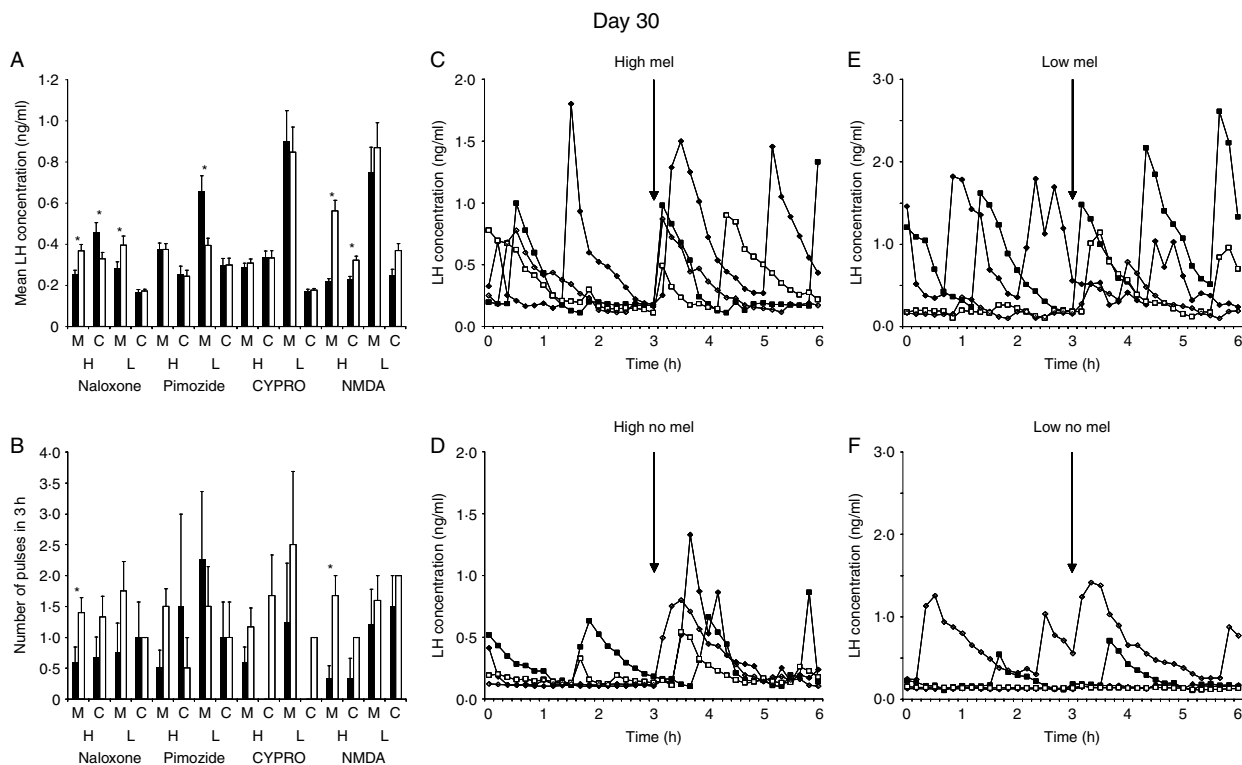 Day 30
A
Mean LH concentration (ng/ml)
1·2
1·0
0·8
0·6
0·4
0·2
0
* * * * * *
M C M C M C M C M C M C M C M C
H L H L H L H L
Naloxone Pimozide CYPRO NMDA
B
Number of pulses in 3 h
4·0
3·5
3·0
2·5
2·0
1·5
1·0
0·5
0
* *
M C M C M C M C M C M C M C M C
H L H L H L H L
Naloxone Pimozide CYPRO NMDA
C
High mel
LH concentration (ng/ml)
2·0
1·5
1·0
0·5
0·0
0 1 2 3 4 5 6
Time (h)
D
High no mel
LH concentration (ng/ml)
2·0
1·5
1·0
0·5
0·0
0 1 2 3 4 5 6
Time (h)
E
Low mel
LH concentration (ng/ml)
3·0
2·0
1·0
0·0
0 1 2 3 4 5 6
Time (h)
F
Low no mel
LH concentration (ng/ml)
3·0
2·0
1·0
0·0
0 1 2 3 4 5 6
Time (h)